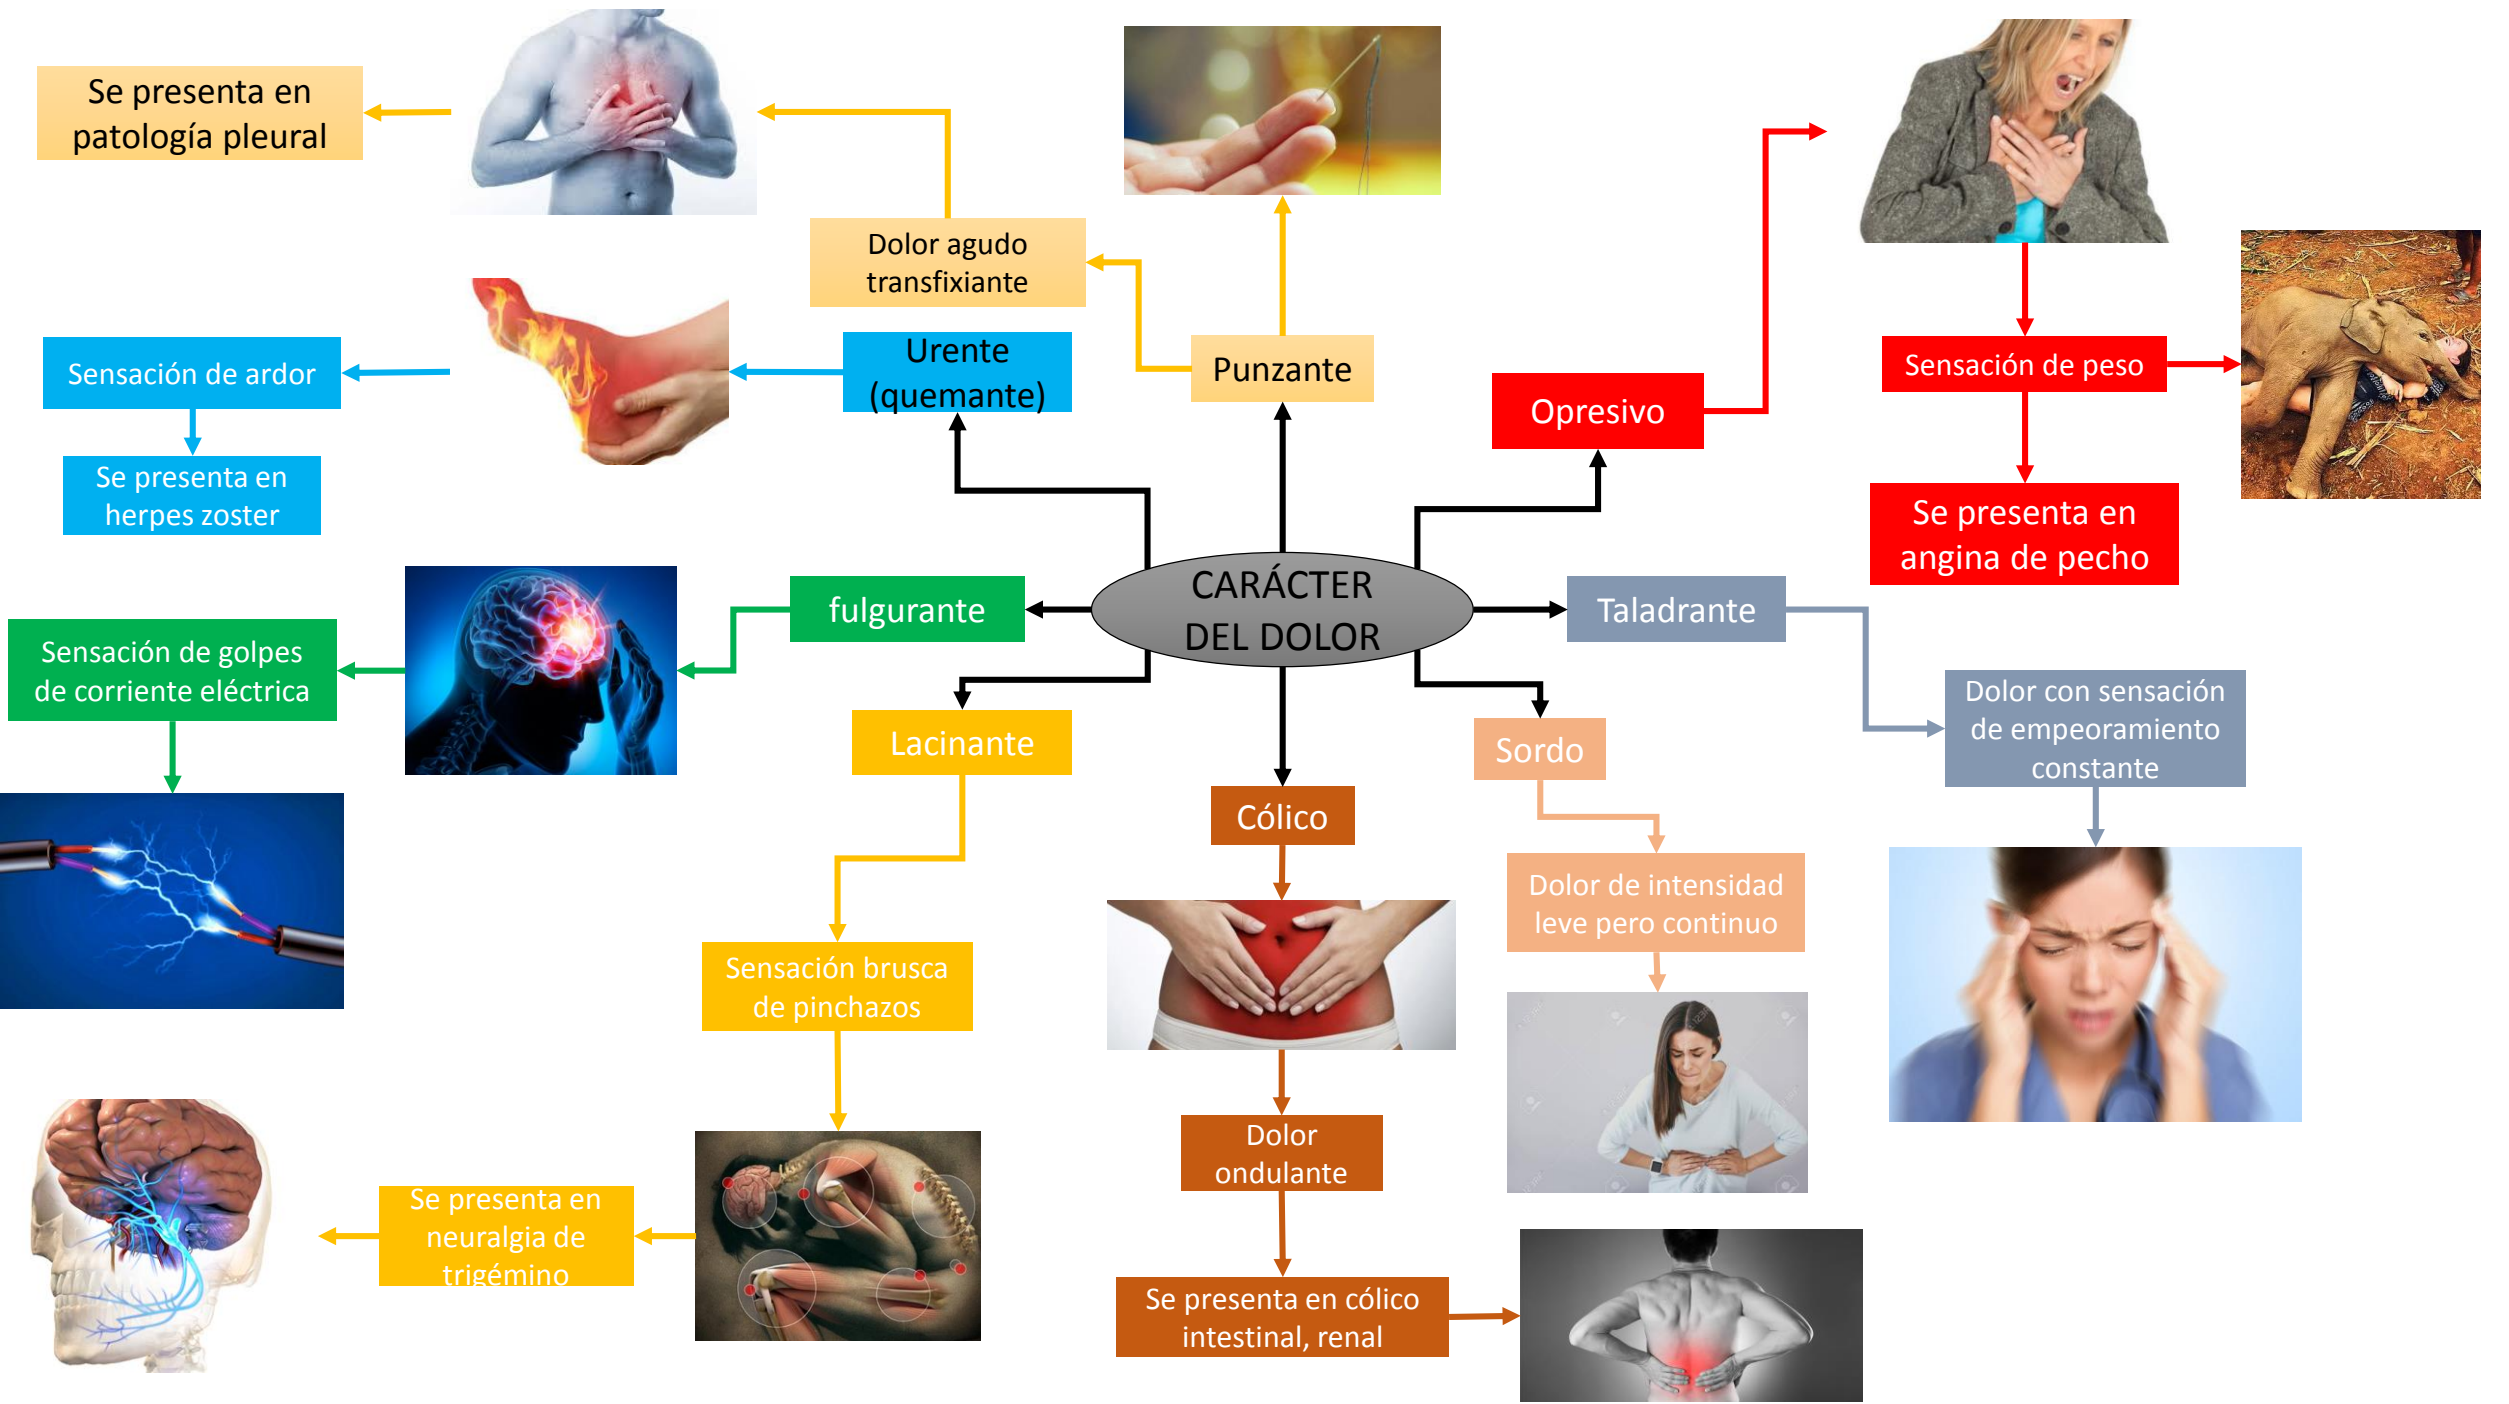 CARÁCTER
DEL DOLOR
Punzante
Dolor agudo
transfixiante
Se presenta en
patología pleural
Urente
(quemante)
Sensación de ardor
Se presenta en
herpes zoster
fulgurante
Sensación de golpes
de corriente eléctrica
Lacinante
Sensación brusca
de pinchazos
Se presenta en
neuralgia de
trigémino
Cólico
Dolor
ondulante
Se presenta en cólico
intestinal, renal
Sordo
Dolor de intensidad
leve pero continuo
Taladrante
Dolor con sensación
de empeoramiento
constante
Opresivo
Sensación de peso
Se presenta en
angina de pecho